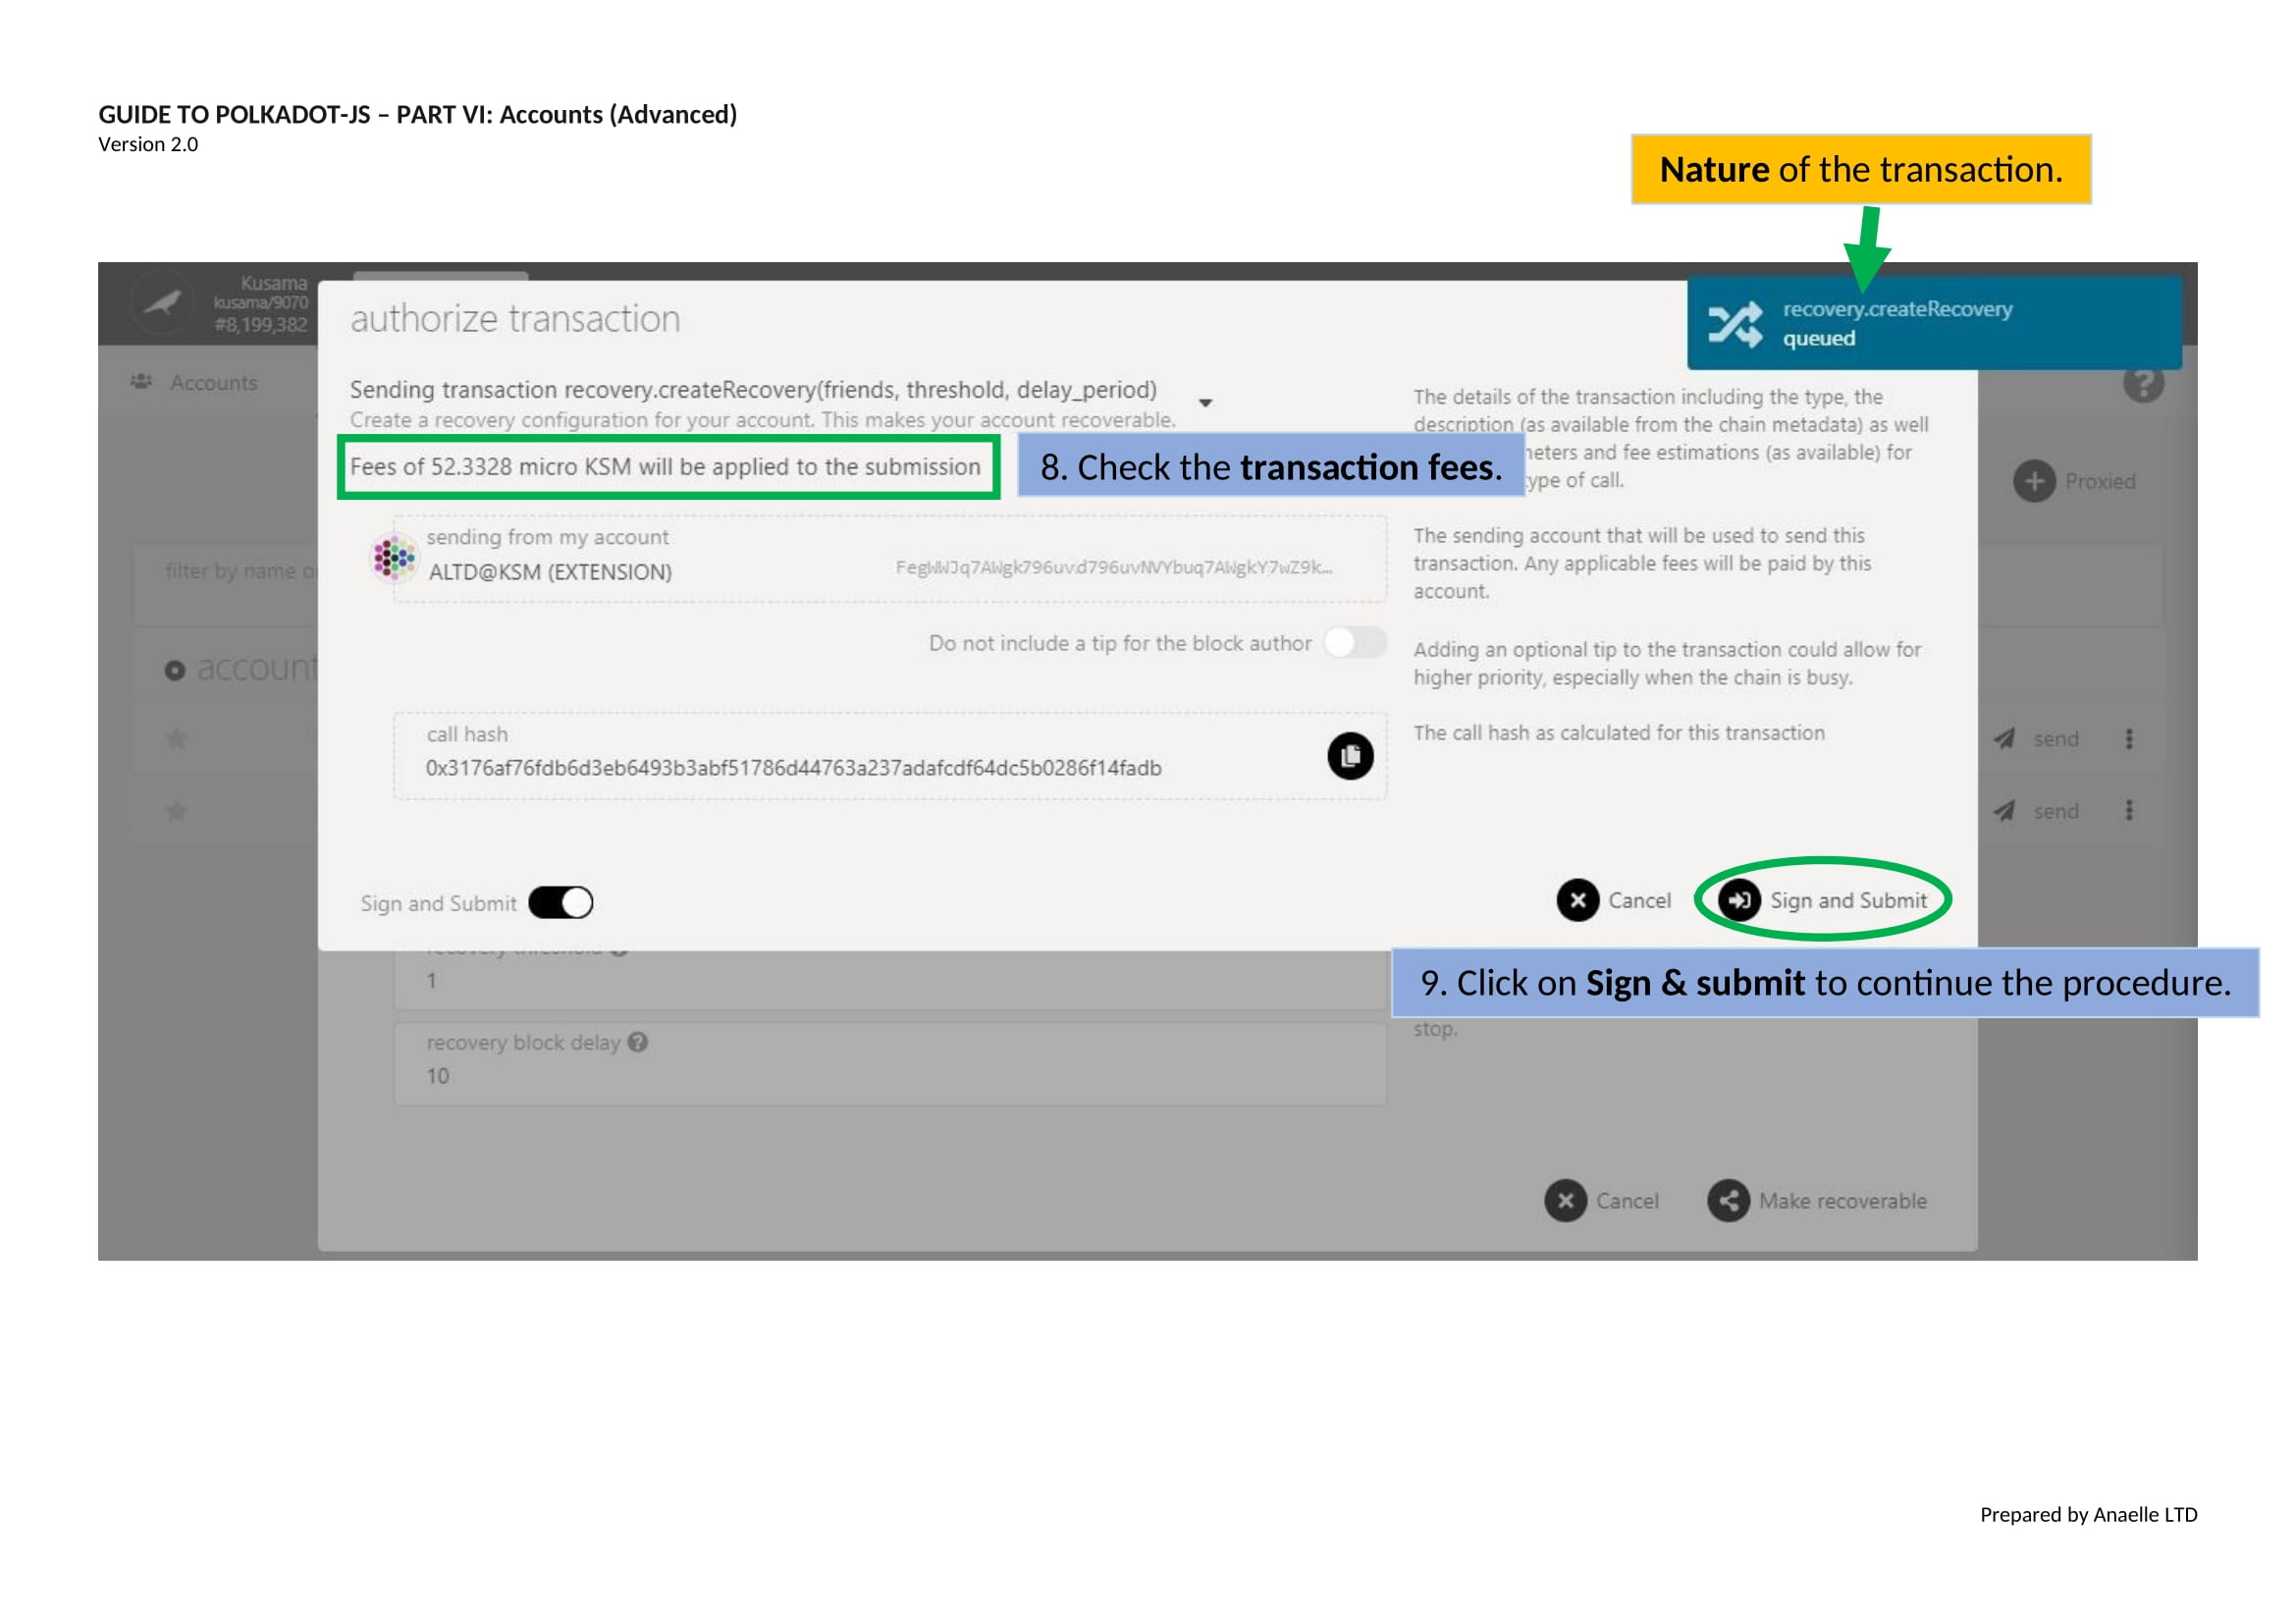 GUIDE TO POLKADOT-JS – PART VI: Accounts (Advanced)
Version 2.0
Nature of the transaction.
Kusama
kusama/9070
#8,199,382
authorize transaction
recovery.createRecovery
queued
Accounts
Sending transaction recovery.createRecovery(friends, threshold, delay_period)
Create a recovery configuration for your account. This makes your account recoverable.
Fees of 52.3328 micro KSM will be applied to the submission
8. Check the transaction fees.
The details of the transaction including the type, the
description (as available from the chain metadata) as well
and fee estimations (as available) for
of call.
Proxied
filter by name
sending from my account
ALTD@KSM (EXTENSION)
FegWWJq7AWgk796uvd796uvNVYbuq7AWgkY7wZ9k...
The sending account that will be used to send this
transaction. Any applicable fees will be paid by this
account.
Do not include a tip for the block author
Adding an optional tip to the transaction could allow for
higher priority, especially when the chain is busy.
account
call hash
0x3176af76fdb6d3eb6493b3abf51786d44763a237adafcdf64dc5b0286f14fadb
The call hash as calculated for this transaction
send
send
Sign and Submit
Cancel
Sign and Submit
9. Click on Sign & submit to continue the procedure.
recovery threshold
1
stop.
recovery block delay
10
Cancel
Make recoverable
Prepared by Anaelle LTD